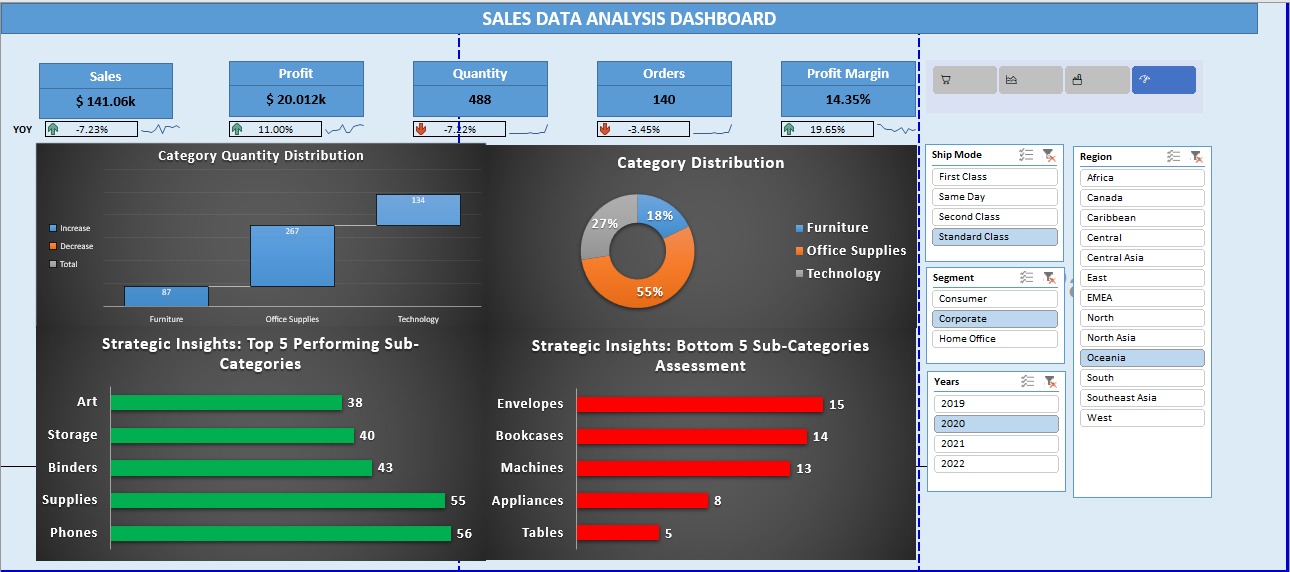 SALES DATA ANALYSIS DASHBOARD
Sales
$ 141.06k
Profit
$ 20.012k
Quantity
488
Orders
140
Profit Margin
14.35%
YOY
-7.23%
11.00%
-7.22%
-3.45%
19.65%
Category Quantity Distribution
Increase
Decrease
Total
87
267
134
Furniture
Office Supplies
Technology
Category Distribution
18%
55%
27%
Furniture
Office Supplies
Technology
Strategic Insights: Top 5 Performing Sub-
Categories
Art 38
Storage 40
Binders 43
Supplies 55
Phones 56
Strategic Insights: Bottom 5 Sub-Categories
Assessment
Envelopes 15
Bookcases 14
Machines 13
Appliances 8
Tables 5
Ship Mode
First Class
Same Day
Second Class
Standard Class
Segment
Consumer
Corporate
Home Office
Years
2019
2020
2021
2022
Region
Africa
Canada
Caribbean
Central
Central Asia
East
EMEA
North
North Asia
Oceania
South
Southeast Asia
West